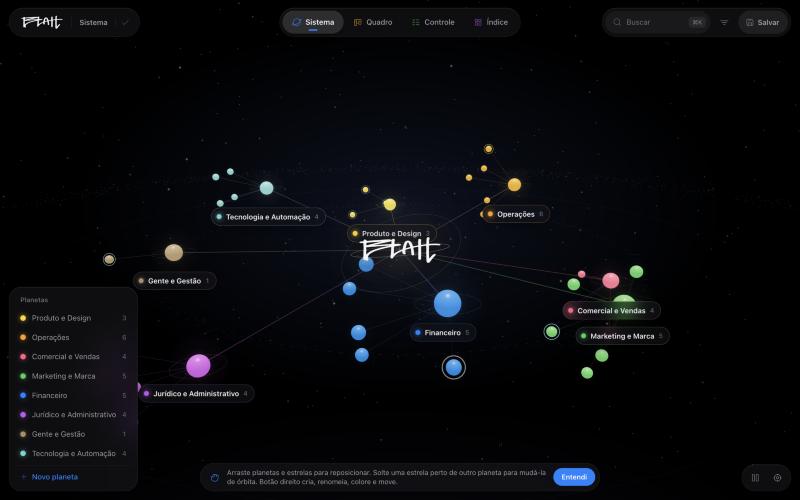 Sistema
Sistema
Quadro
Controle
Índice
Buscar
⌘K
Salvar
Tecnologia e Automação 4
Operações 6
Produto e Design 3
Gente e Gestão 1
Comercial e Vendas 4
Financeiro 5
Marketing e Marca 5
Jurídico e Administrativo 4
Planetas
Produto e Design 3
Operações 6
Comercial e Vendas 4
Marketing e Marca 5
Financeiro 5
Jurídico e Administrativo 4
Gente e Gestão 1
Tecnologia e Automação 4
+ Novo planeta
Arraste planetas e estrelas para reposicionar. Solte uma estrela perto de outro planeta para mudá-la
de órbita. Botão direito cria, renomeia, colore e move.
Entendi